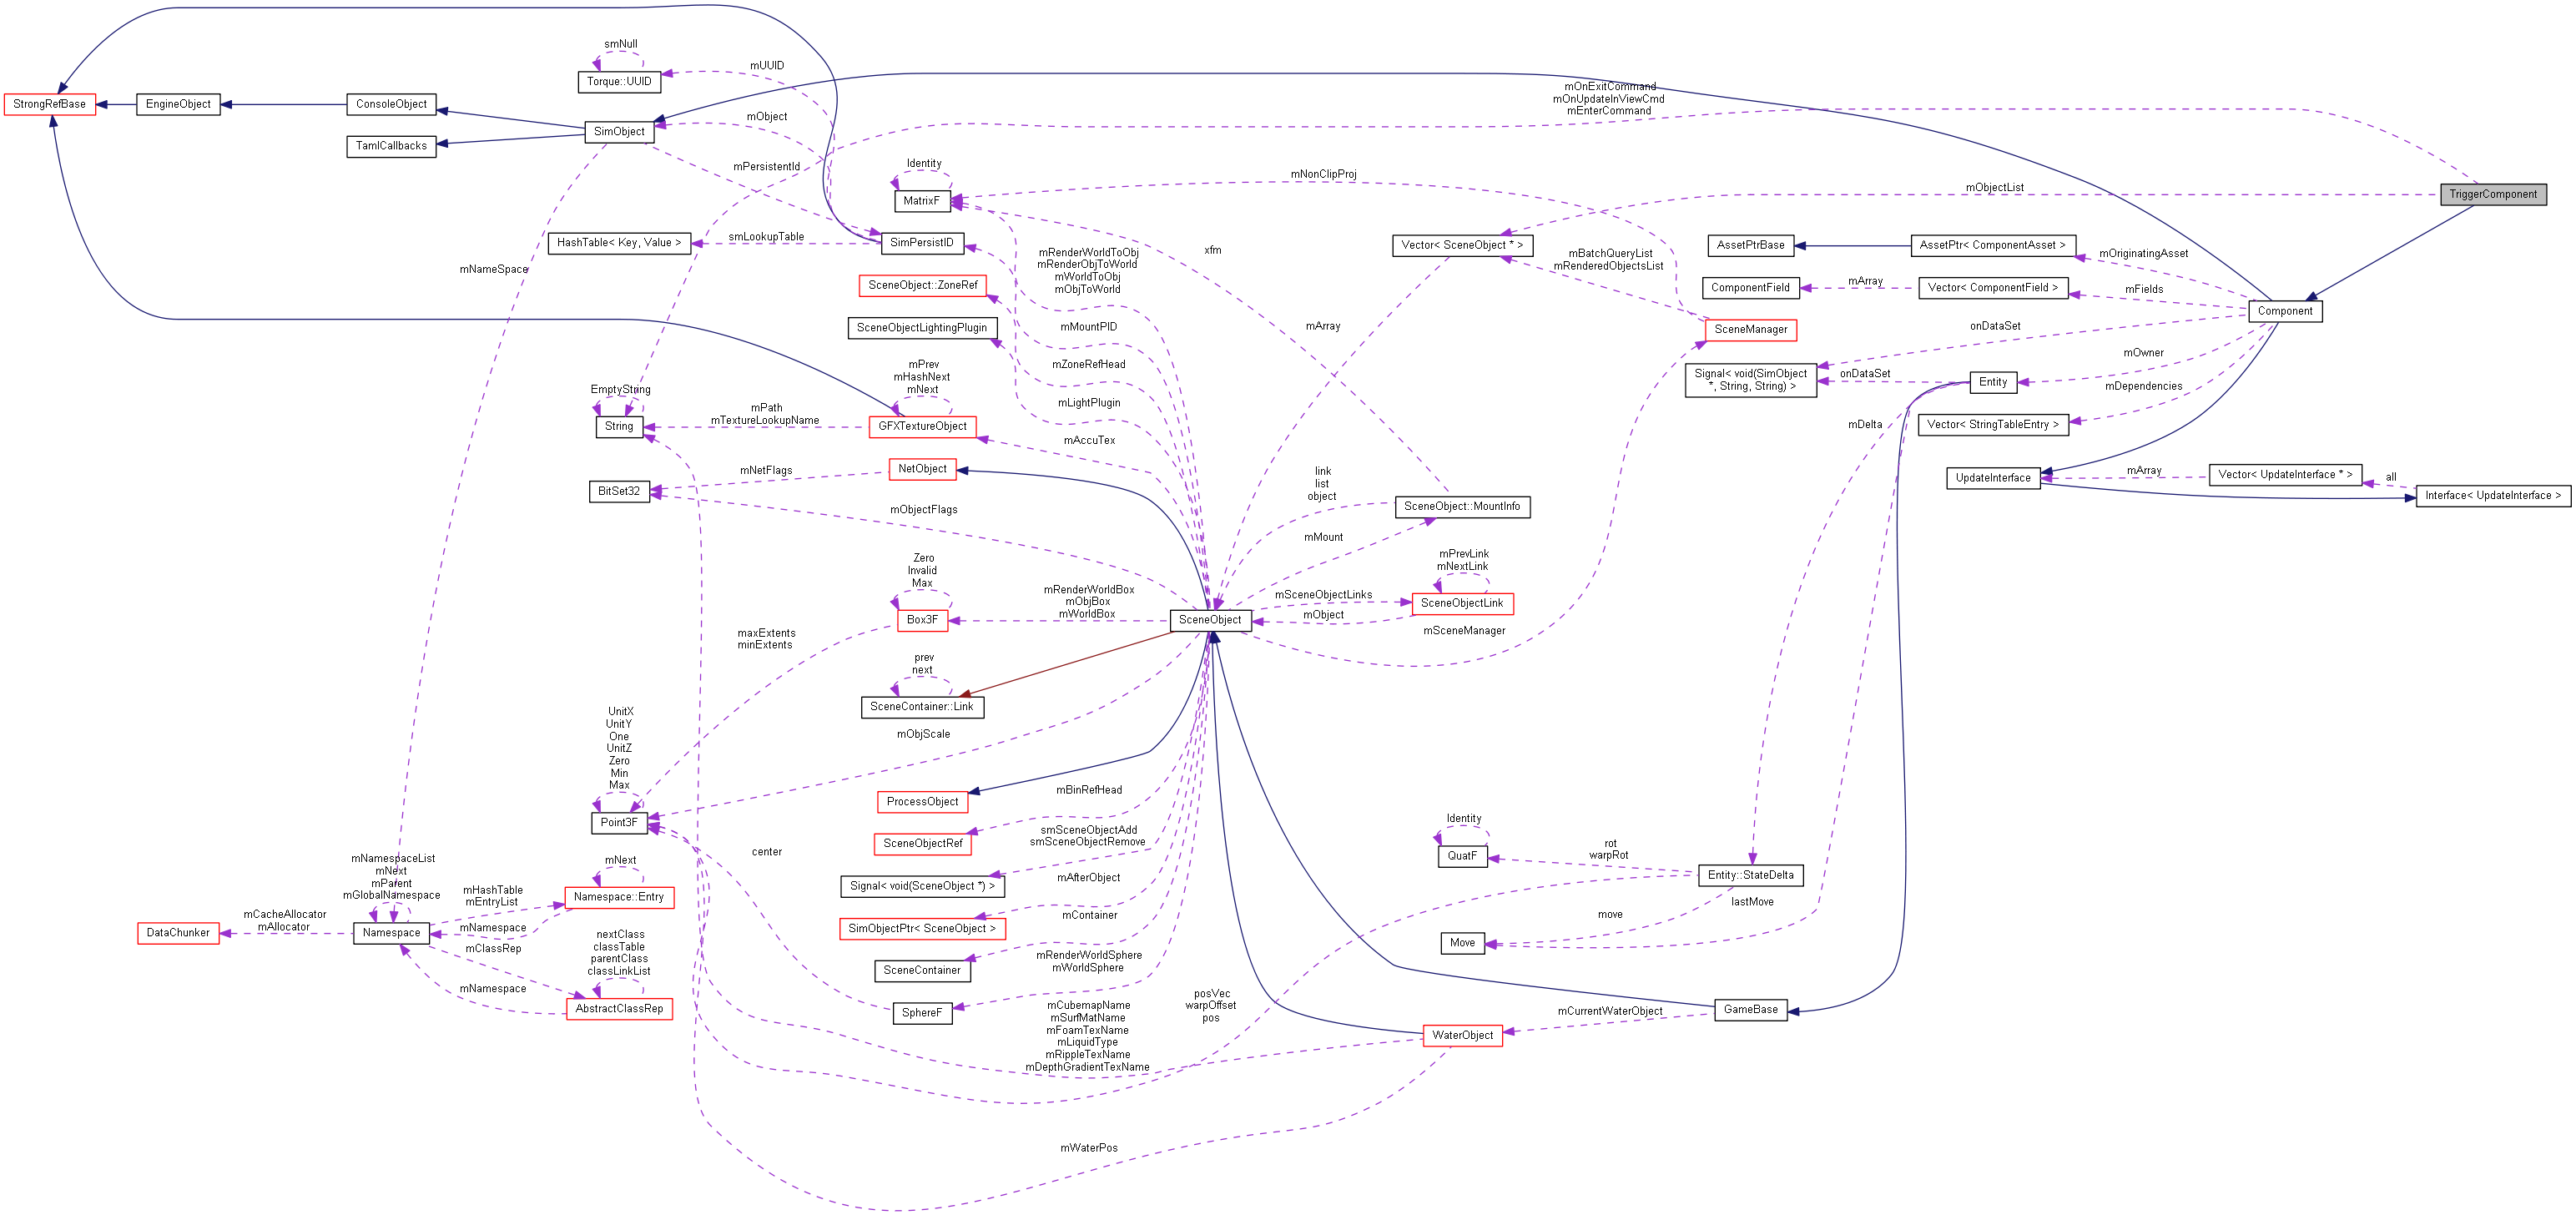 smNull
Torque::UUID
mUUID
StrongRefBase
EngineObject
ConsoleObject
SimObject
TamlCallbacks
mObject
mPersistentId
mOnExitCommand
mOnUpdateInViewCmd
mEnterCommand
TriggerComponent
mObjectList
Identity
MatrixF
mNonClipProj
HashTable< Key, Value >
smLookupTable
SimPersistID
mNameSpace
SceneObject::ZoneRef
SceneObjectLightingPlugin
mRenderWorldToObj
mRenderObjToWorld
mWorldToObj
mObjToWorld
xfm
Vector< SceneObject * >
mBatchQueryList
mRenderedObjectsList
AssetPtrBase
AssetPtr< ComponentAsset >
mOriginatingAsset
ComponentField
mArray
Vector< ComponentField >
mFields
Component
mMountPID
mArray
SceneManager
onDataSet
mZoneRefHead
mPrev
mHashNext
mNext
mOwner
Signal< void(SimObject
*, String, String) >
onDataSet
Entity
mDependencies
EmptyString
String
mPath
mTextureLookupName
GFXTextureObject
mLightPlugin
mAccuTex
mDelta
Vector< StringTableEntry >
BitSet32
mNetFlags
NetObject
mObjectFlags
link
list
object
SceneObject::MountInfo
mMount
UpdateInterface
mArray
Vector< UpdateInterface * >
all
Interface< UpdateInterface >
Zero
Invalid
Max
Box3F
mRenderWorldBox
mObjBox
mWorldBox
SceneObject
mSceneObjectLinks
mObject
mPrevLink
mNextLink
SceneObjectLink
mSceneManager
maxExtents
minExtents
prev
next
SceneContainer::Link
mObjScale
UnitX
UnitY
One
UnitZ
Zero
Min
Max
Point3F
ProcessObject
mBinRefHead
SceneObjectRef
smSceneObjectAdd
smSceneObjectRemove
center
Signal< void(SceneObject *) >
mAfterObject
SimObjectPtr< SceneObject >
mContainer
SceneContainer
mRenderWorldSphere
mWorldSphere
SphereF
Identity
QuatF
rot
warpRot
Entity::StateDelta
lastMove
move
Move
mNamespaceList
mNext
mParent
mGlobalNamespace
Namespace
mCacheAllocator
mAllocator
DataChunker
mHashTable
mEntryList
mNamespace
mClassRep
mNamespace
mNext
Namespace::Entry
nextClass
classTable
parentClass
classLinkList
AbstractClassRep
posVec
warpOffset
pos
mCubemapName
mSurfMatName
mFoamTexName
mLiquidType
mRippleTexName
mDepthGradientTexName
WaterObject
mCurrentWaterObject
GameBase
mWaterPos